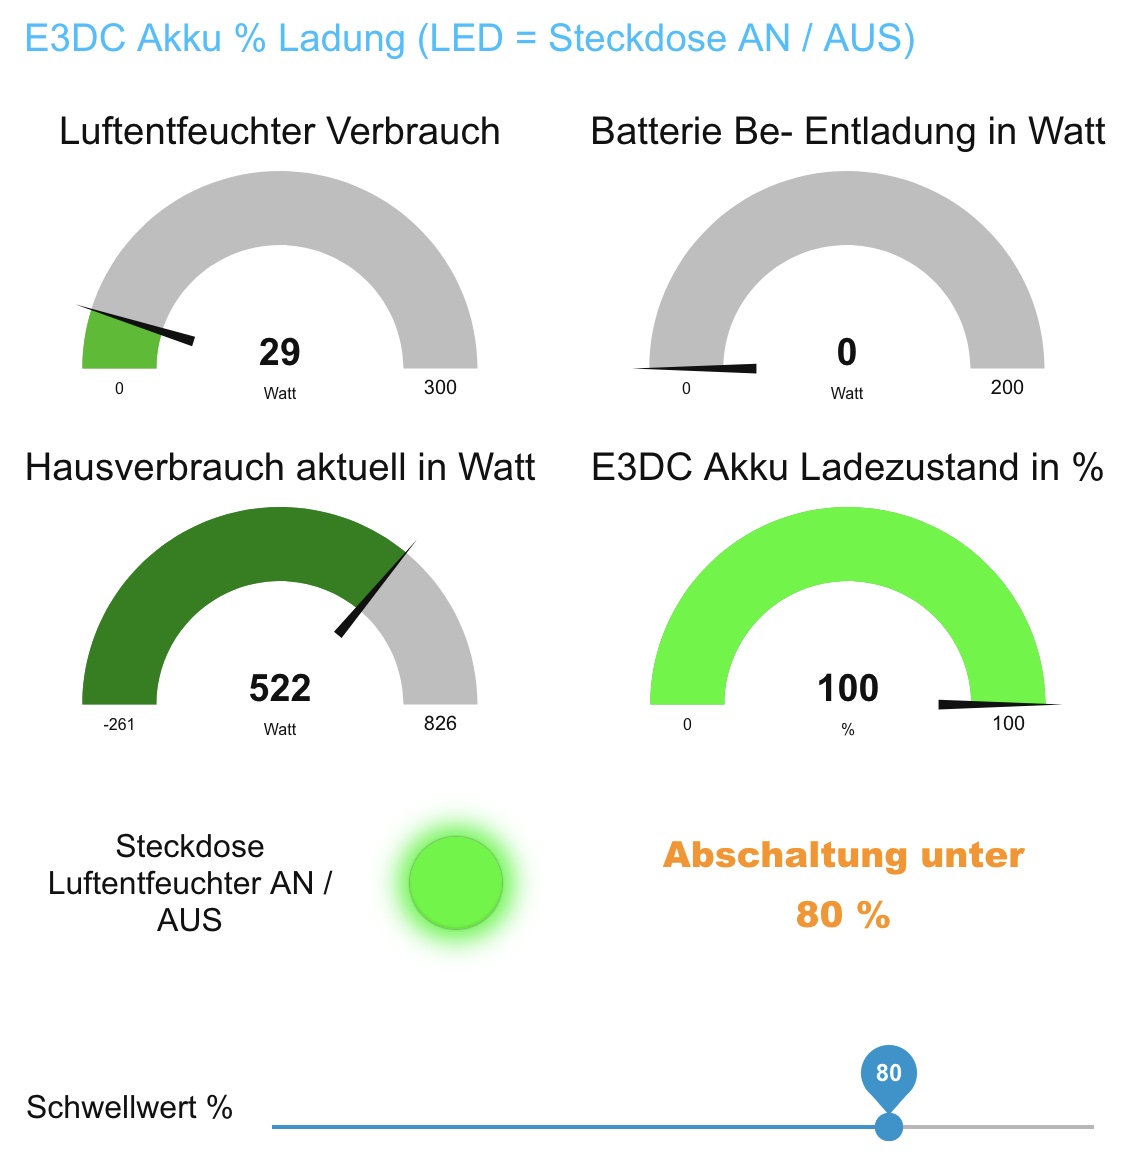 E3DC Akku % Ladung (LED = Steckdose AN / AUS)
Luftentfeuchter Verbrauch
29
Watt
0
300
Batterie Be- Entladung in Watt
0
Watt
0
200
Hausverbrauch aktuell in Watt
522
Watt
-261
826
E3DC Akku Ladezustand in %
100
%
0
100
Steckdose
Luftentfeuchter AN /
AUS
Abschaltung unter
80 %
Schwellwert %
80